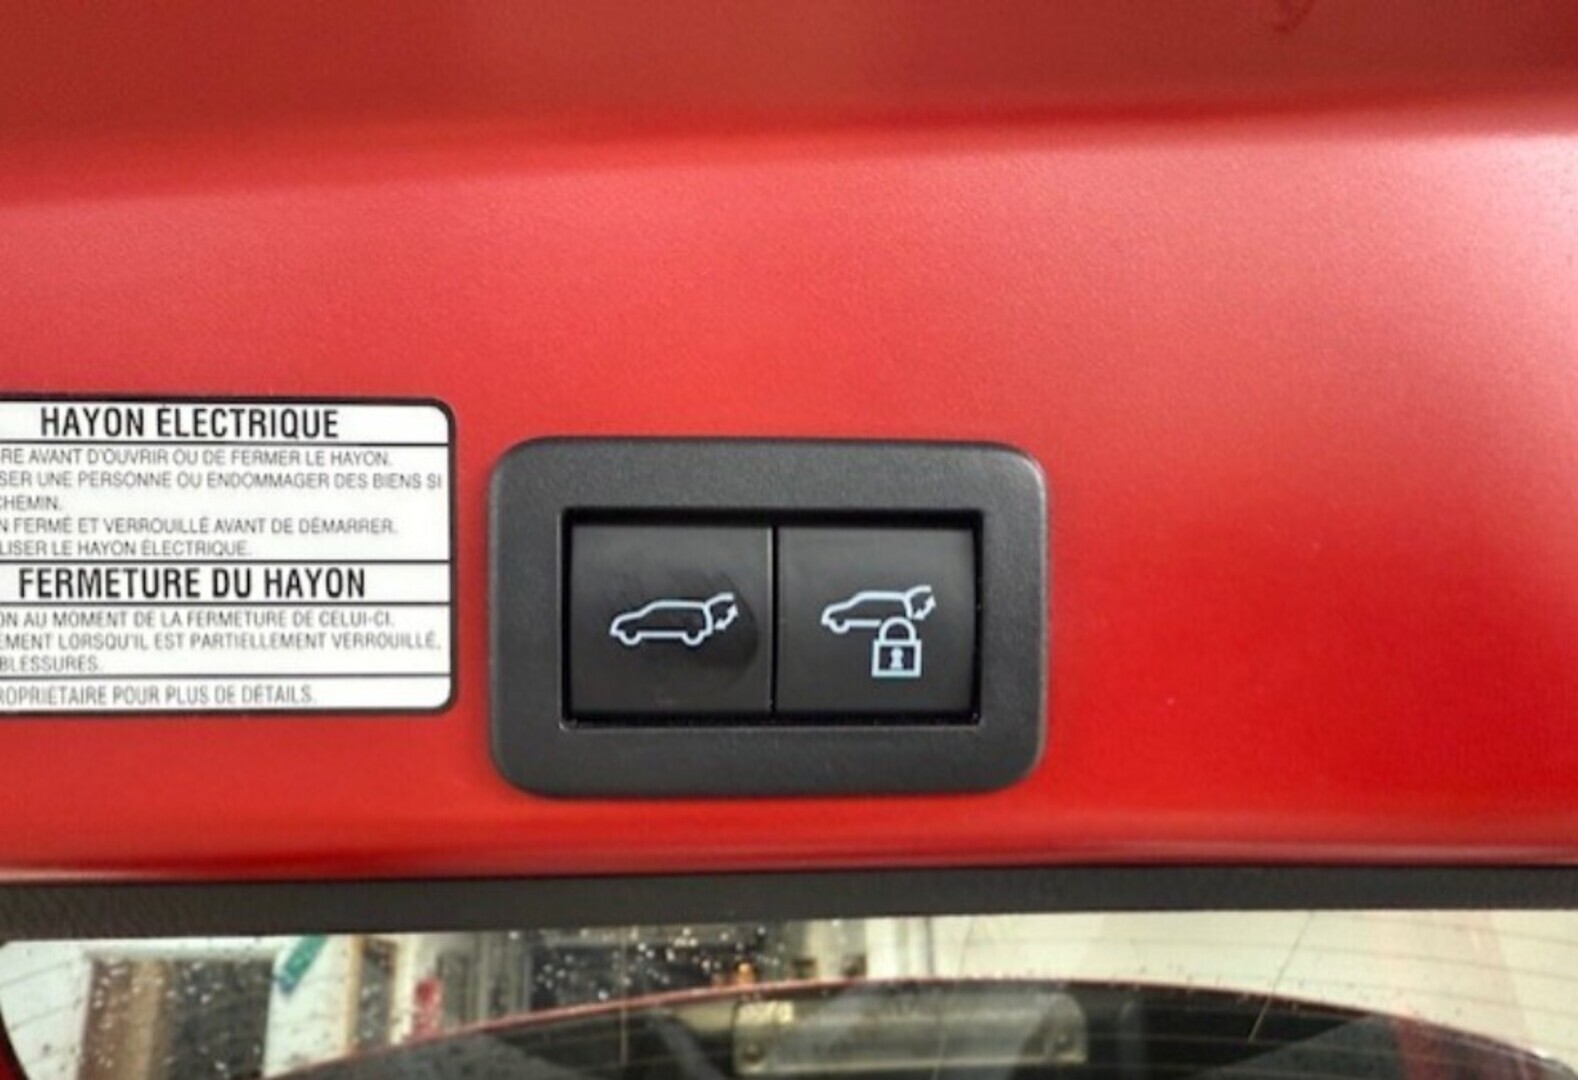 HAYON ÉLECTRIQUE
RE AVANT D'OUVRIR OU DE FERMER LE HAYON.
SER UNE PERSONNE OU ENDOMMAGER DES BIENS SI
CHEMIN.
N FERMÉ ET VERROUILLÉ AVANT DE DÉMARRER.
LISER LE HAYON ÉLECTRIQUE.
FERMETURE DU HAYON
ON AU MOMENT DE LA FERMETURE DE CELUI-CI.
EMENT LORSQU'IL EST PARTIELLEMENT VERROUILLÉ,
BLESSURES.
ROPRIÉTAIRE POUR PLUS DE DÉTAILS.